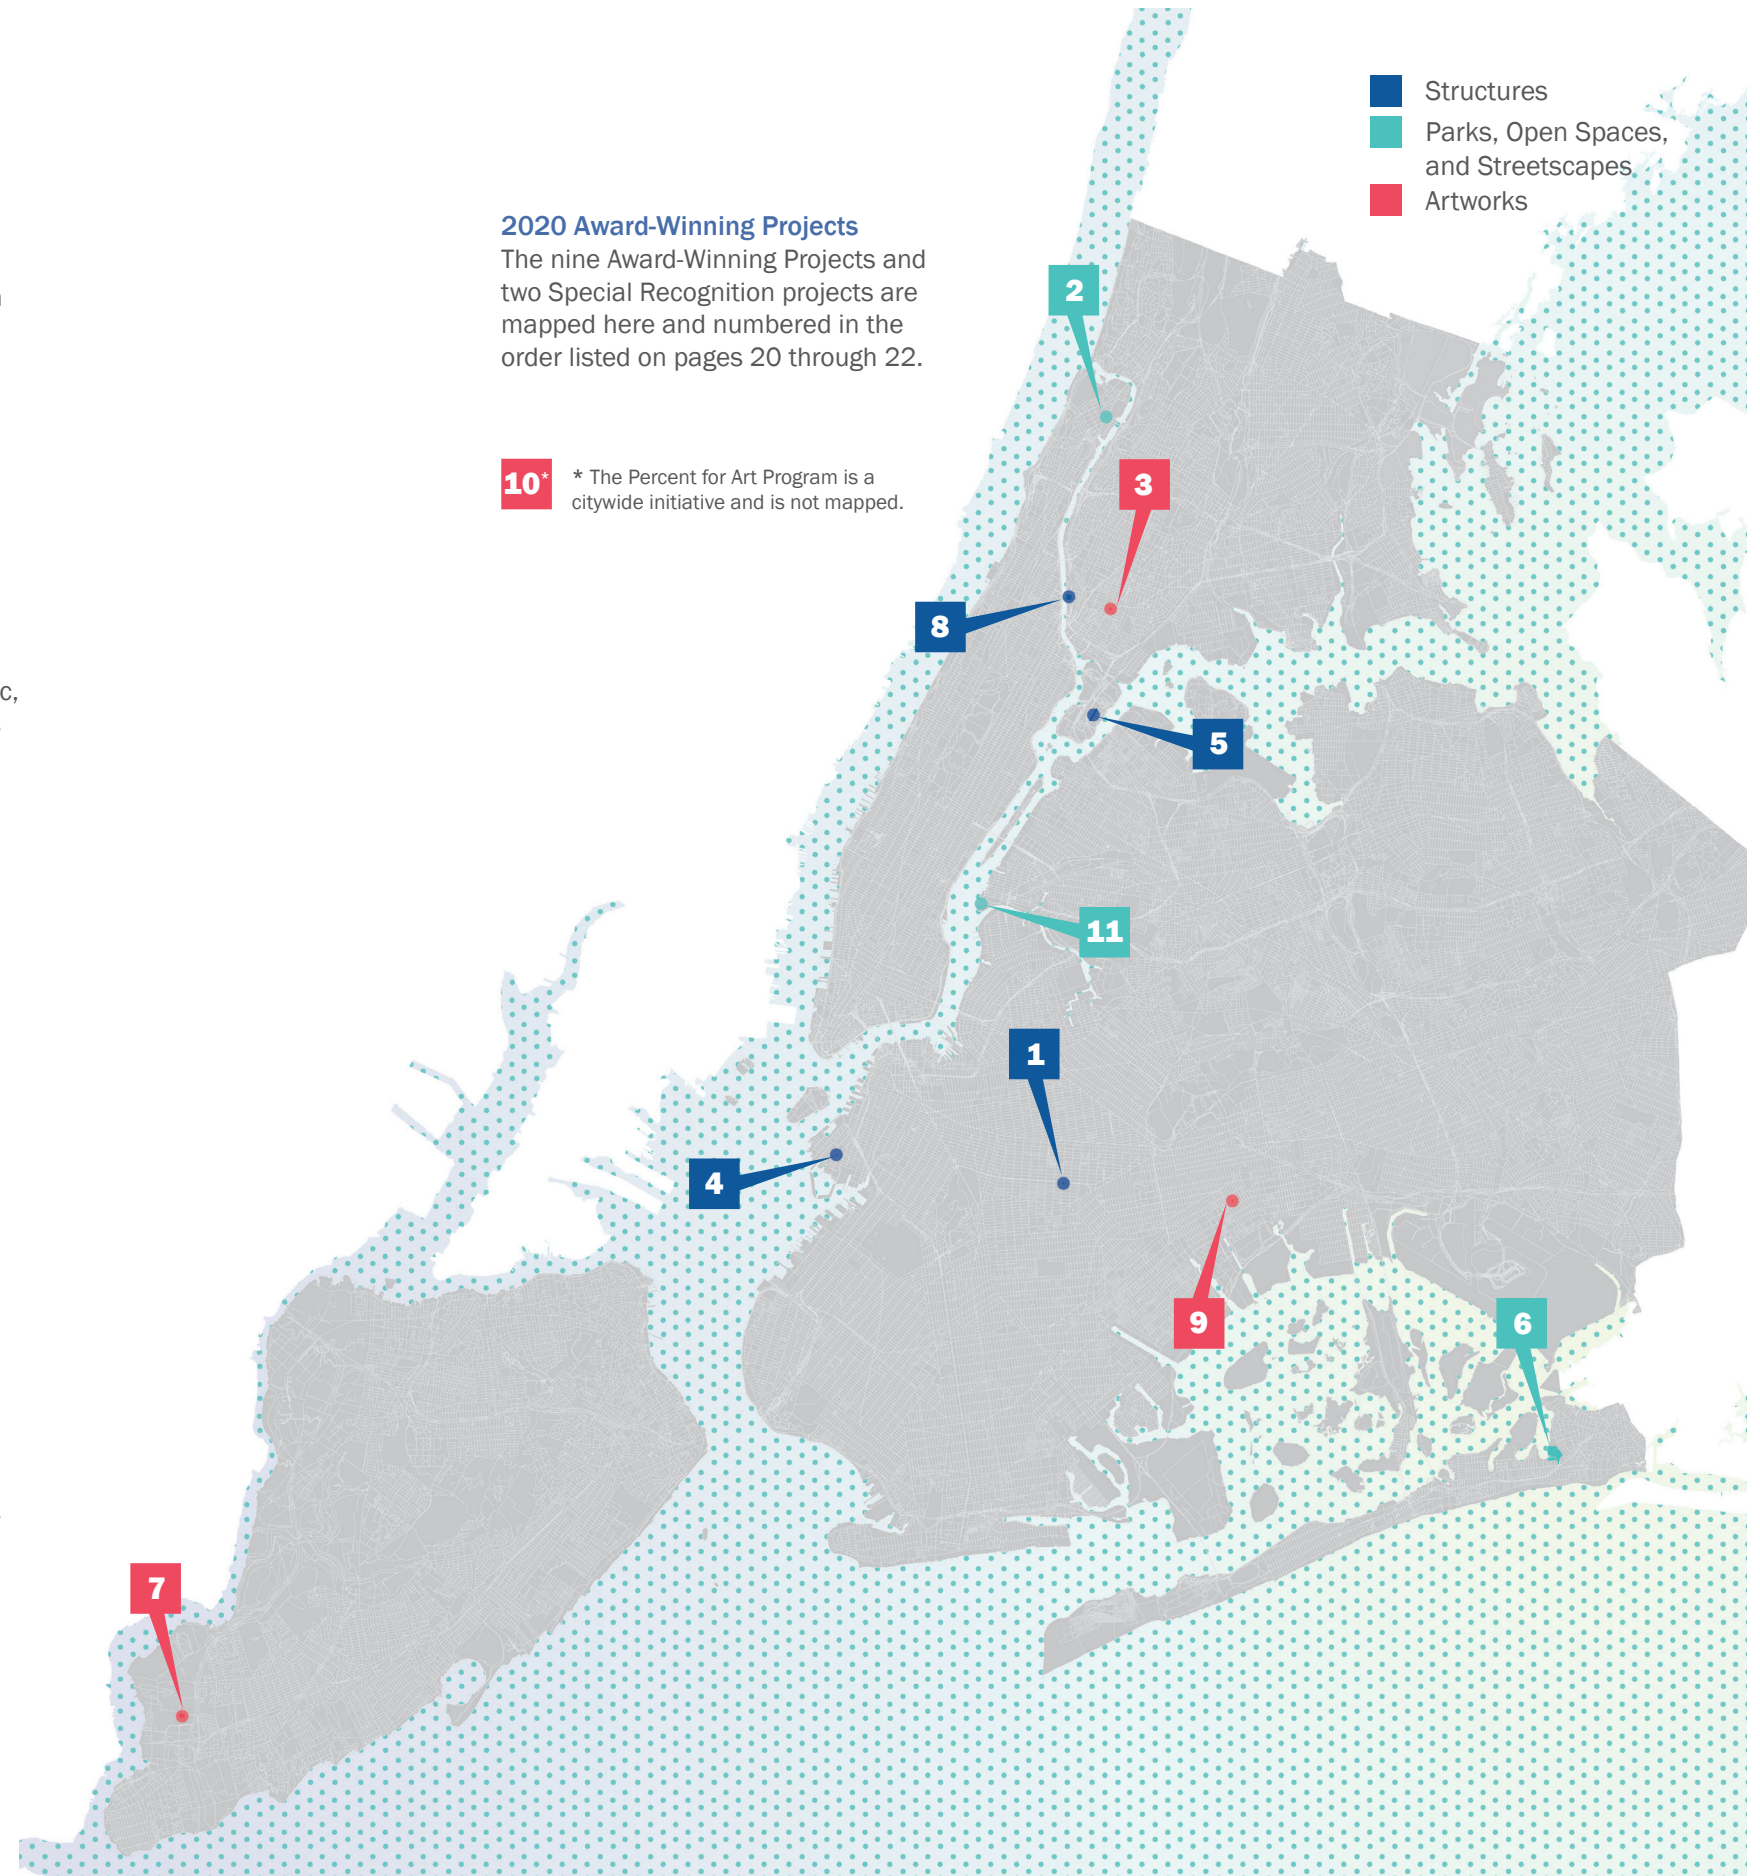 Structures
Parks, Open Spaces,
and Streetscapes
Artworks
2020 Award-Winning Projects
The nine Award-Winning Projects and
two Special Recognition projects are
mapped here and numbered in the
order listed on pages 20 through 22.
10*
* The Percent for Art Program is a
citywide initiative and is not mapped.
2
3
8
c,
5
11
1
4
9
6
7